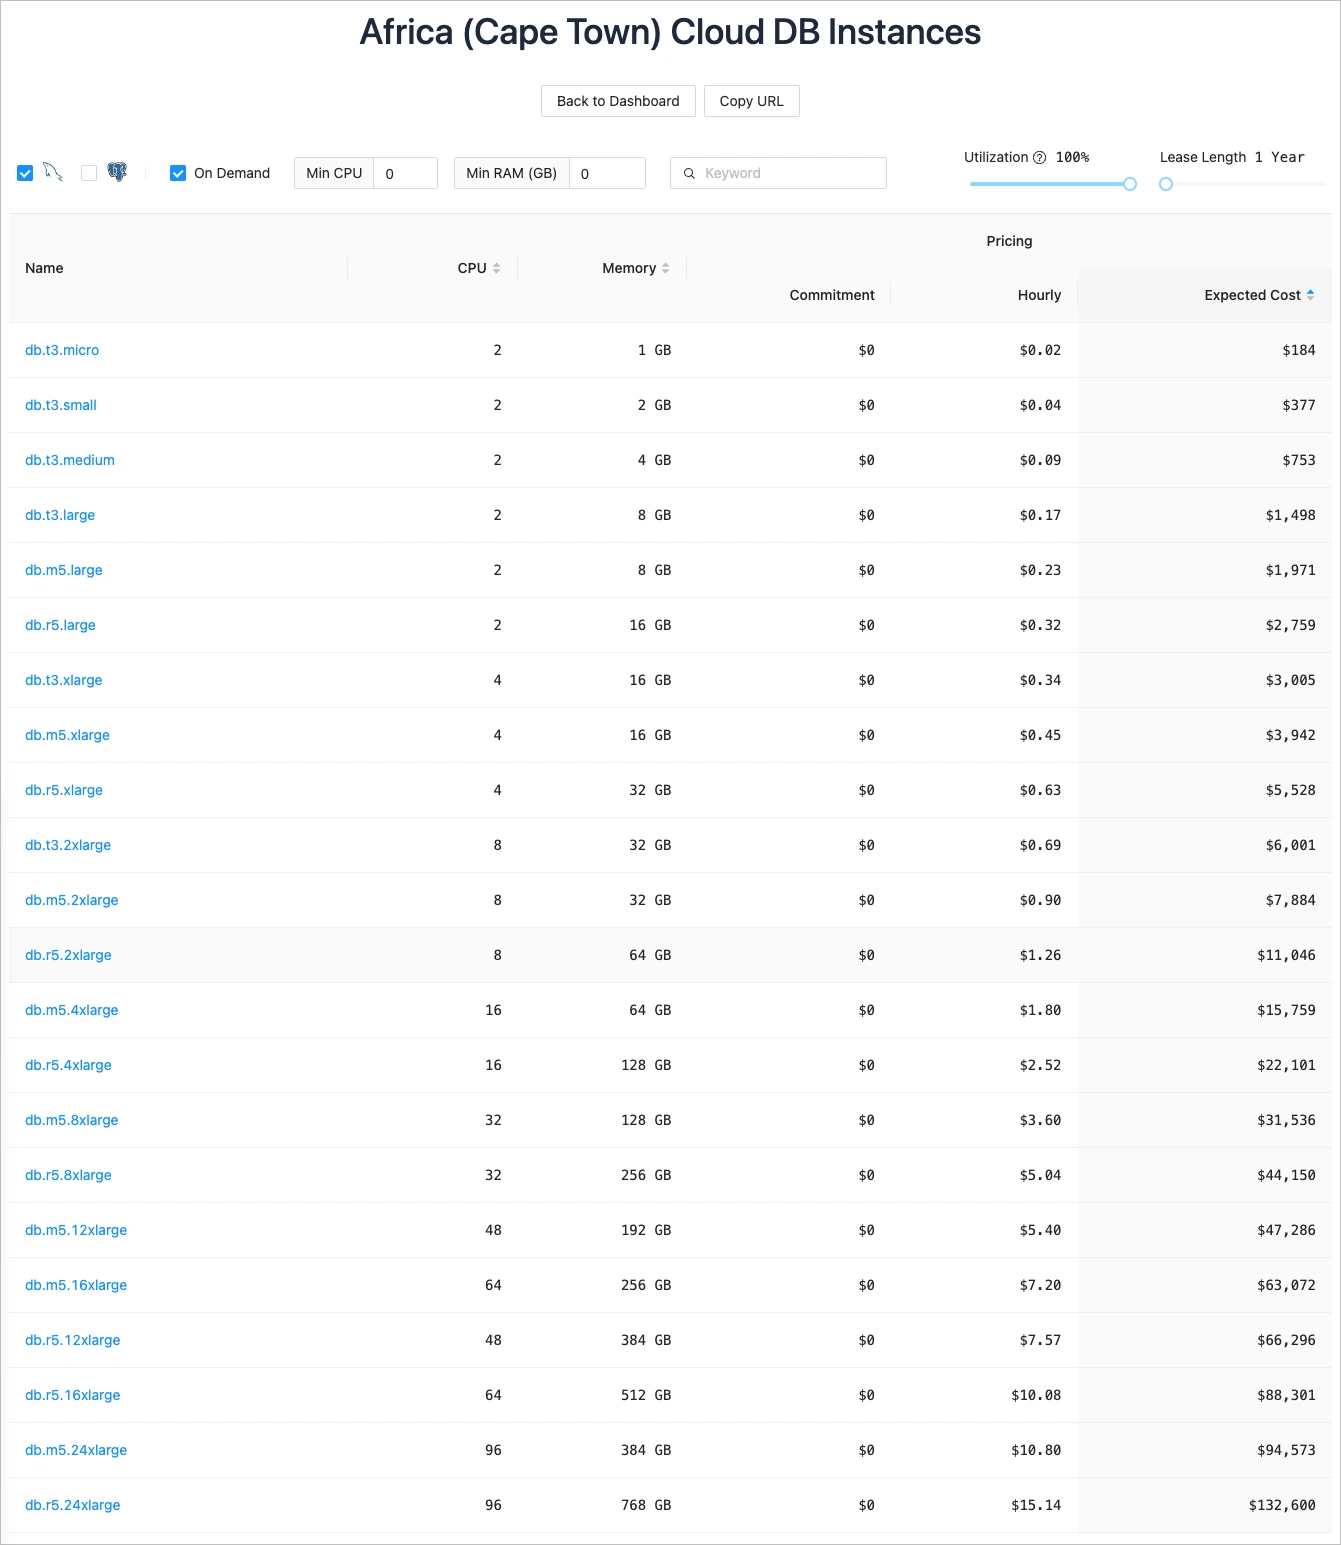 Africa (Cape Town) Cloud DB Instances
Back to Dashboard Copy URL
On Demand Min CPU 0 Min RAM (GB) 0 Keyword Utilization 100% Lease Length 1 Year
Name CPU Memory Pricing
Commitment Hourly Expected Cost
db.t3.micro 2 1 GB $0 $0.02 $184
db.t3.small 2 2 GB $0 $0.04 $377
db.t3.medium 2 4 GB $0 $0.09 $753
db.t3.large 2 8 GB $0 $0.17 $1,498
db.m5.large 2 8 GB $0 $0.23 $1,971
db.r5.large 2 16 GB $0 $0.32 $2,759
db.t3.xlarge 4 16 GB $0 $0.34 $3,005
db.m5.xlarge 4 16 GB $0 $0.45 $3,942
db.r5.xlarge 4 32 GB $0 $0.63 $5,528
db.t3.2xlarge 8 32 GB $0 $0.69 $6,001
db.m5.2xlarge 8 32 GB $0 $0.90 $7,884
db.r5.2xlarge 8 64 GB $0 $1.26 $11,046
db.m5.4xlarge 16 64 GB $0 $1.80 $15,759
db.r5.4xlarge 16 128 GB $0 $2.52 $22,101
db.m5.8xlarge 32 128 GB $0 $3.60 $31,536
db.r5.8xlarge 32 256 GB $0 $5.04 $44,150
db.m5.12xlarge 48 192 GB $0 $5.40 $47,286
db.m5.16xlarge 64 256 GB $0 $7.20 $63,072
db.r5.12xlarge 48 384 GB $0 $7.57 $66,296
db.r5.16xlarge 64 512 GB $0 $10.08 $88,301
db.m5.24xlarge 96 384 GB $0 $10.80 $94,573
db.r5.24xlarge 96 768 GB $0 $15.14 $132,600